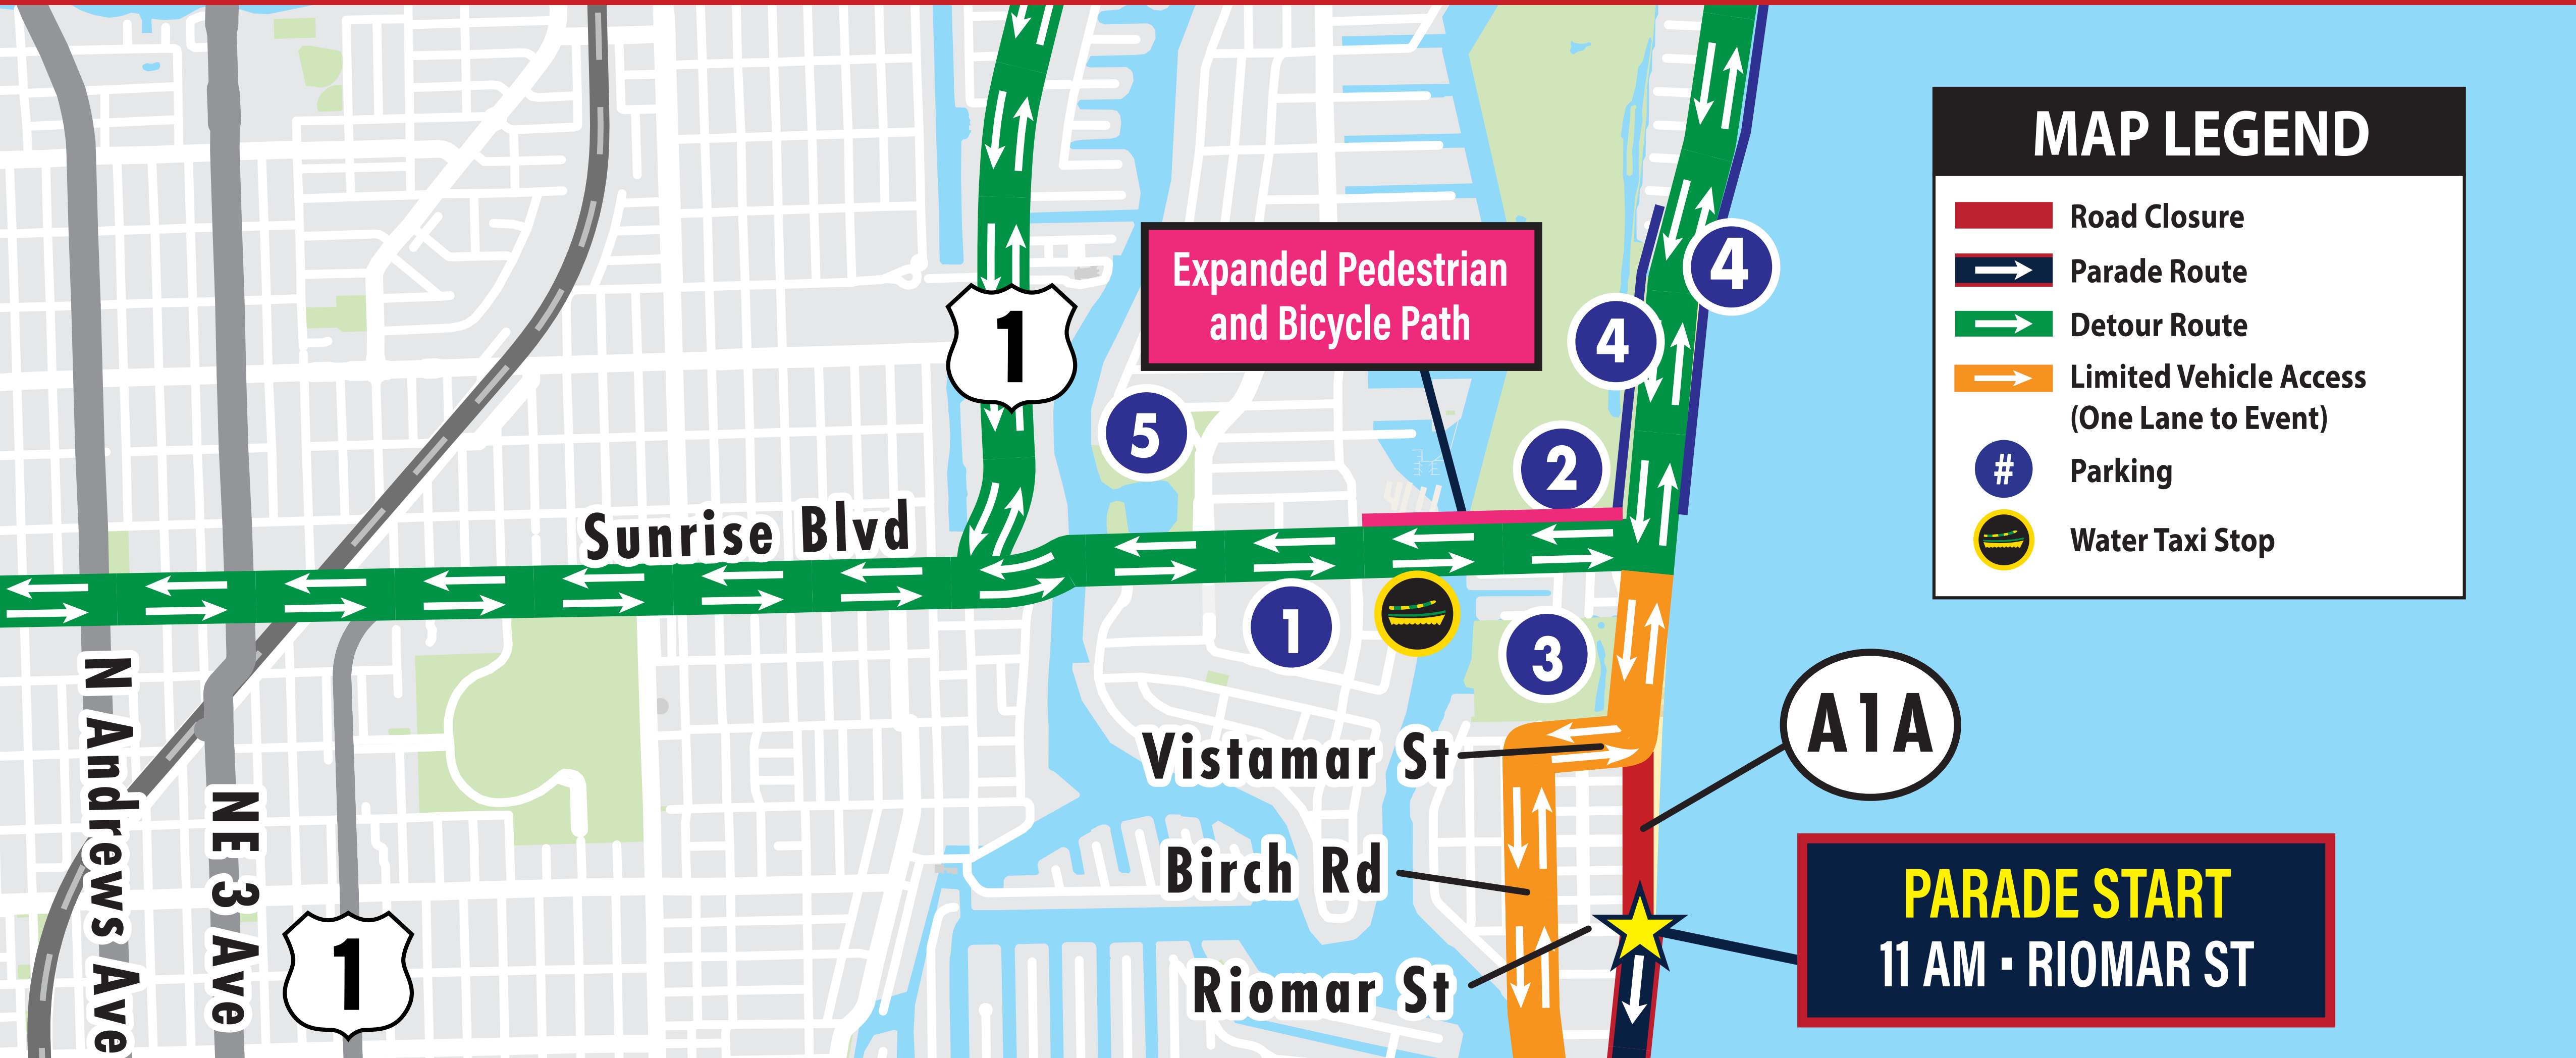 MAP LEGEND
Road Closure
Parade Route
Detour Route
Limited Vehicle Access
(One Lane to Event)
#
Parking
Water Taxi Stop
Expanded Pedestrian
and Bicycle Path
1
4
4
5
2
Sunrise Blvd
1
3
N Andrews Ave
NE 3 Ave
1
Vistamar St
A1A
Birch Rd
Riomar St
PARADE START
11 AM ▪ RIOMAR ST